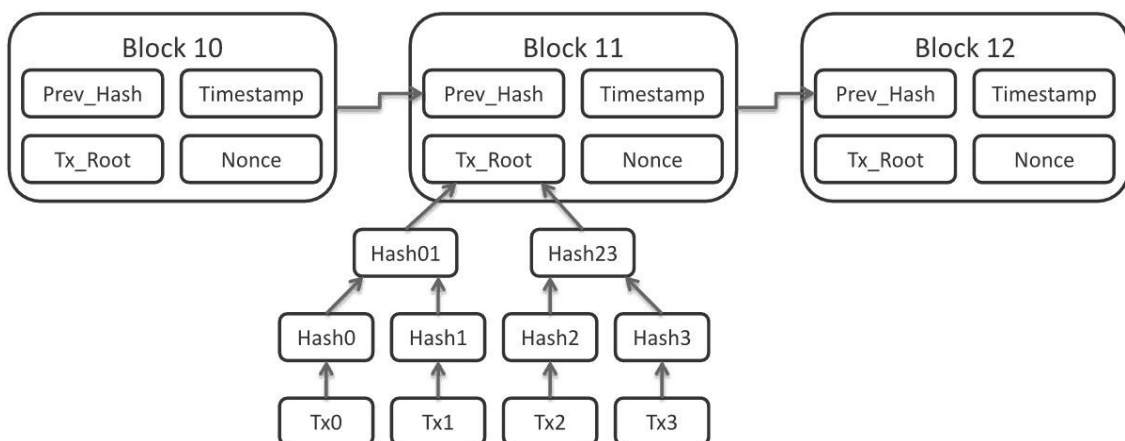 Block 10
Block 11
Block 12
Prev_Hash
Timestamp
Prev_Hash
Timestamp
Prev_Hash
Timestamp
Tx_Root
Nonce
Tx_Root
Nonce
Tx_Root
Nonce
Hash01
Hash23
Hash0
Hash1
Hash2
Hash3
Tx0
Tx1
Tx2
Tx3